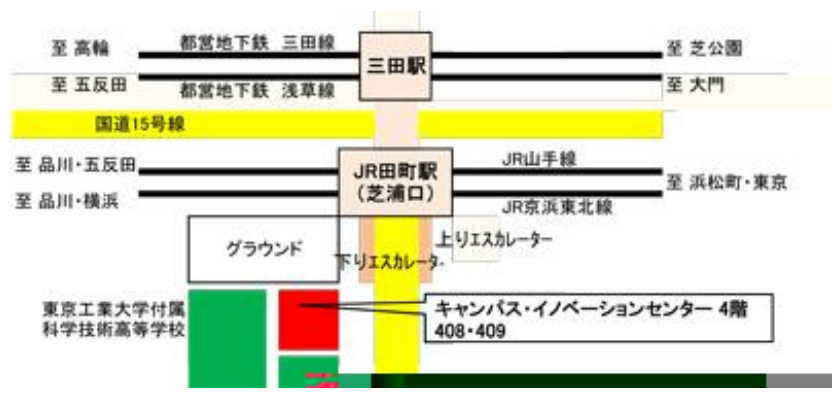 至 高輪
都営地下鉄 三田線
三田駅
至 芝公園
至 五反田
都営地下鉄 浅草線
至 大門
国道15号線
至 品川・五反田
JR田町駅
(芝浦口)
JR山手線
至 浜松町・東京
至 品川・横浜
JR京浜東北線
グラウンド
下りエスカレータ-
上りエスカレーター
東京工業大学付属
科学技術高等学校
キャンパス・イノベーションセンター 4階
408・409